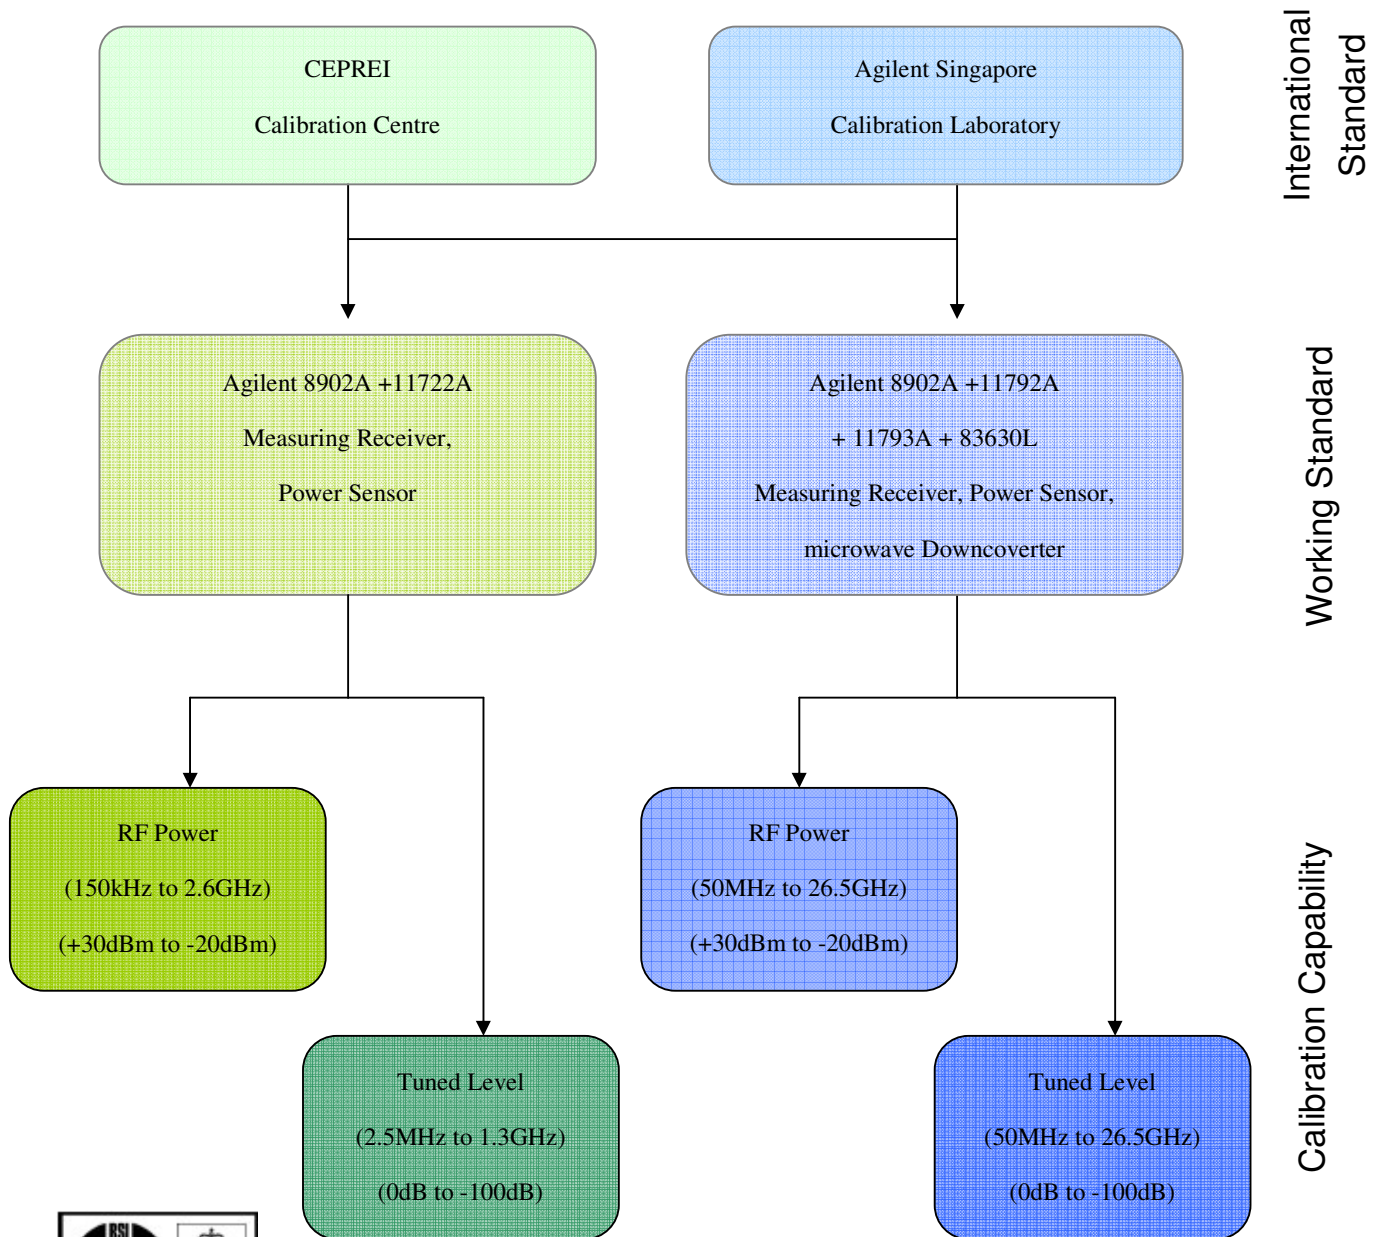 CEPREI
Calibration Centre
Agilent Singapore
Calibration Laboratory
International
Standard
Agilent 8902A +11722A
Measuring Receiver,
Power Sensor
Agilent 8902A +11792A
+ 11793A + 83630L
Measuring Receiver, Power Sensor,
microwave Downcoverter
Working Standard
RF Power
(150kHz to 2.6GHz)
(+30dBm to -20dBm)
RF Power
(50MHz to 26.5GHz)
(+30dBm to -20dBm)
Tuned Level
(2.5MHz to 1.3GHz)
(0dB to -100dB)
Tuned Level
(50MHz to 26.5GHz)
(0dB to -100dB)
Calibration Capability
BSI